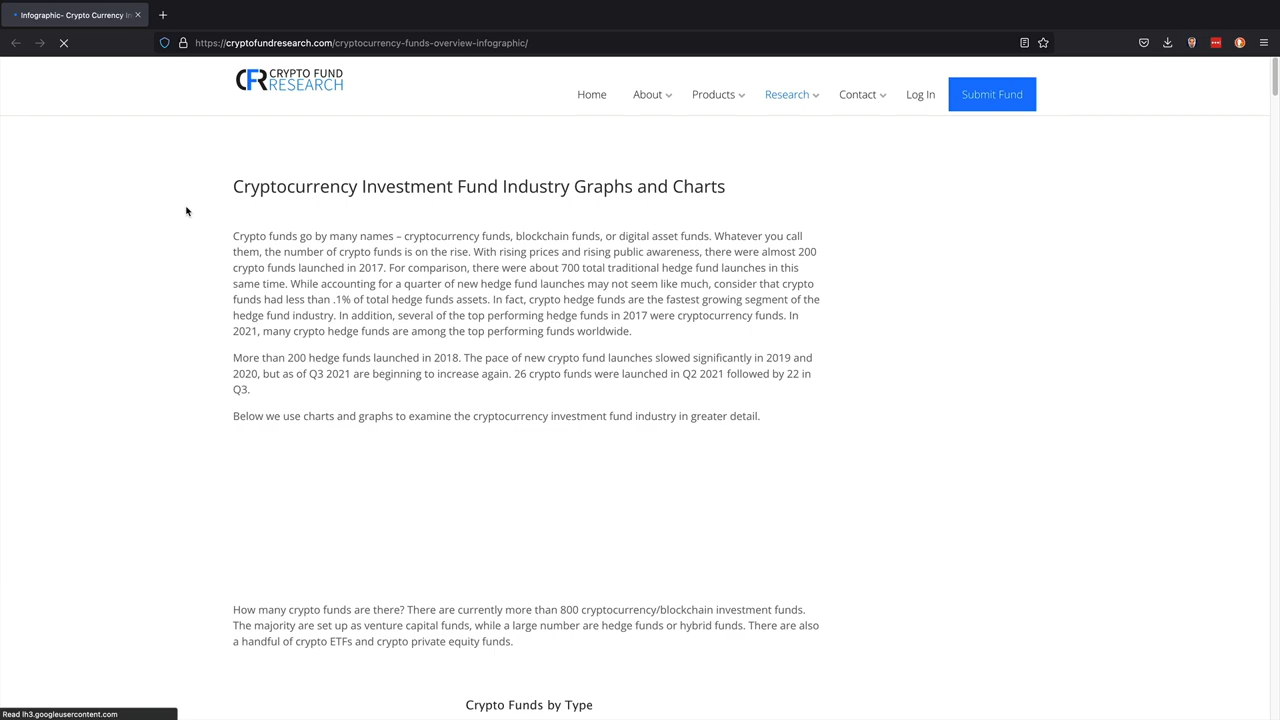 Infographic- Crypto Currency In
https://cryptofundresearch.com/cryptocurrency-funds-overview-infographic/
CFR CRYPTO FUND
RESEARCH
Home About Products Research Contact Log In Submit Fund
Cryptocurrency Investment Fund Industry Graphs and Charts
Crypto funds go by many names – cryptocurrency funds, blockchain funds, or digital asset funds. Whatever you call
them, the number of crypto funds is on the rise. With rising prices and rising public awareness, there were almost 200
crypto funds launched in 2017. For comparison, there were about 700 total traditional hedge fund launches in this
same time. While accounting for a quarter of new hedge fund launches may not seem like much, consider that crypto
funds had less than .1% of total hedge funds assets. In fact, crypto hedge funds are the fastest growing segment of the
hedge fund industry. In addition, several of the top performing hedge funds in 2017 were cryptocurrency funds. In
2021, many crypto hedge funds are among the top performing funds worldwide.
More than 200 hedge funds launched in 2018. The pace of new crypto fund launches slowed significantly in 2019 and
2020, but as of Q3 2021 are beginning to increase again. 26 crypto funds were launched in Q2 2021 followed by 22 in
Q3.
Below we use charts and graphs to examine the cryptocurrency investment fund industry in greater detail.
How many crypto funds are there? There are currently more than 800 cryptocurrency/blockchain investment funds.
The majority are set up as venture capital funds, while a large number are hedge funds or hybrid funds. There are also
a handful of crypto ETFs and crypto private equity funds.
Crypto Funds by Type
Read lh3.googleusercontent.com